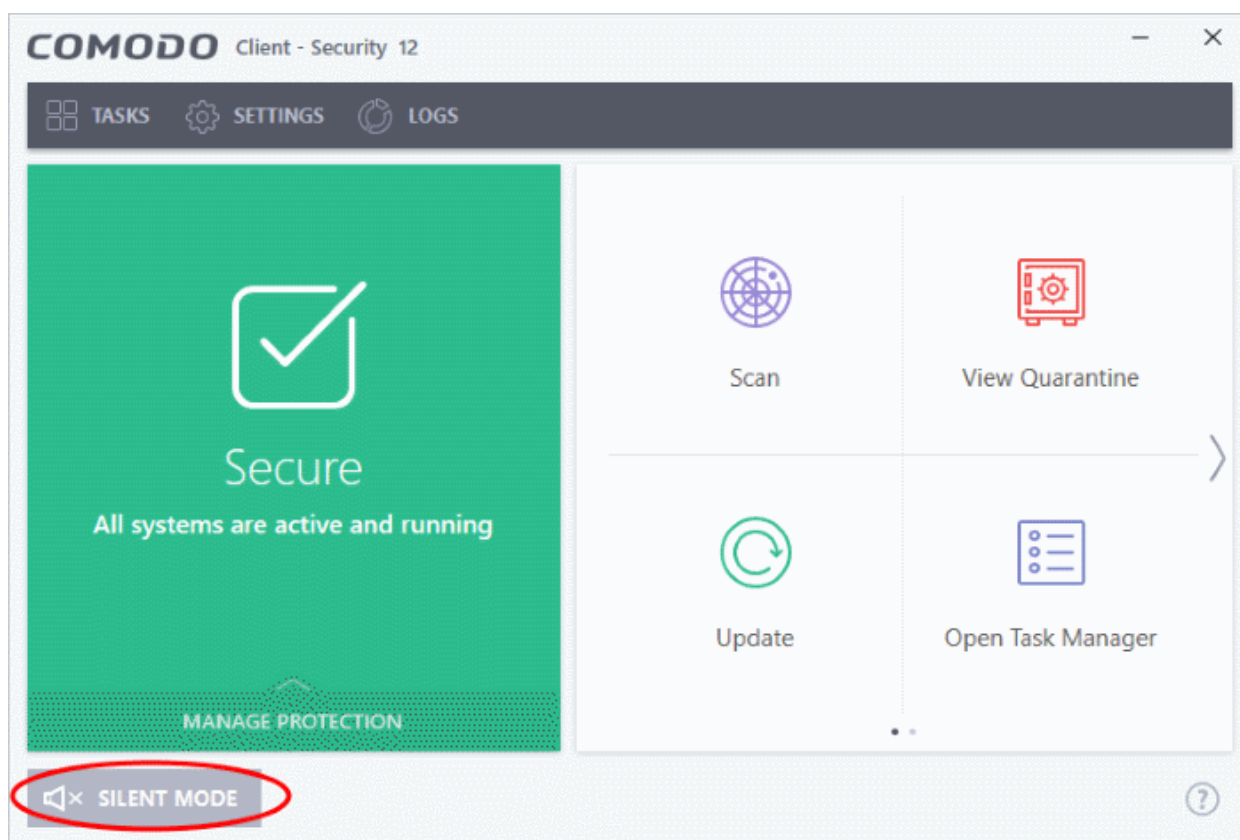 COMODO Client - Security 12
TASKS SETTINGS LOGS
Secure
All systems are active and running
MANAGE PROTECTION
Scan
View Quarantine
Update
Open Task Manager
SILENT MODE
?